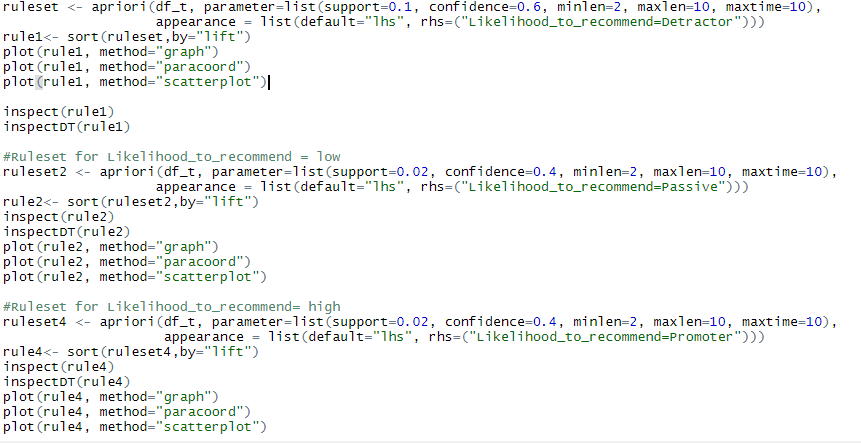 ruleset <- apriori(df_t, parameter=list(support=0.1, confidence=0.6, minlen=2, maxlen=10, maxtime=10),
appearance = list(default="lhs", rhs=("Likelihood_to_recommend=Detractor")))
rule1<- sort(ruleset,by="lift")
plot(rule1, method="graph")
plot(rule1, method="paracoord")
plot(rule1, method="scatterplot")
inspect(rule1)
inspectDT(rule1)
#Ruleset for Likelihood_to_recommend = low
ruleset2 <- apriori(df_t, parameter=list(support=0.02, confidence=0.4, minlen=2, maxlen=10, maxtime=10),
appearance = list(default="lhs", rhs=("Likelihood_to_recommend=Passive")))
rule2<- sort(ruleset2,by="lift")
inspect(rule2)
inspectDT(rule2)
plot(rule2, method="graph")
plot(rule2, method="paracoord")
plot(rule2, method="scatterplot")
#Ruleset for Likelihood_to_recommend= high
ruleset4 <- apriori(df_t, parameter=list(support=0.02, confidence=0.4, minlen=2, maxlen=10, maxtime=10),
appearance = list(default="lhs", rhs=("Likelihood_to_recommend=Promoter")))
rule4<- sort(ruleset4,by="lift")
inspect(rule4)
inspectDT(rule4)
plot(rule4, method="graph")
plot(rule4, method="paracoord")
plot(rule4, method="scatterplot")